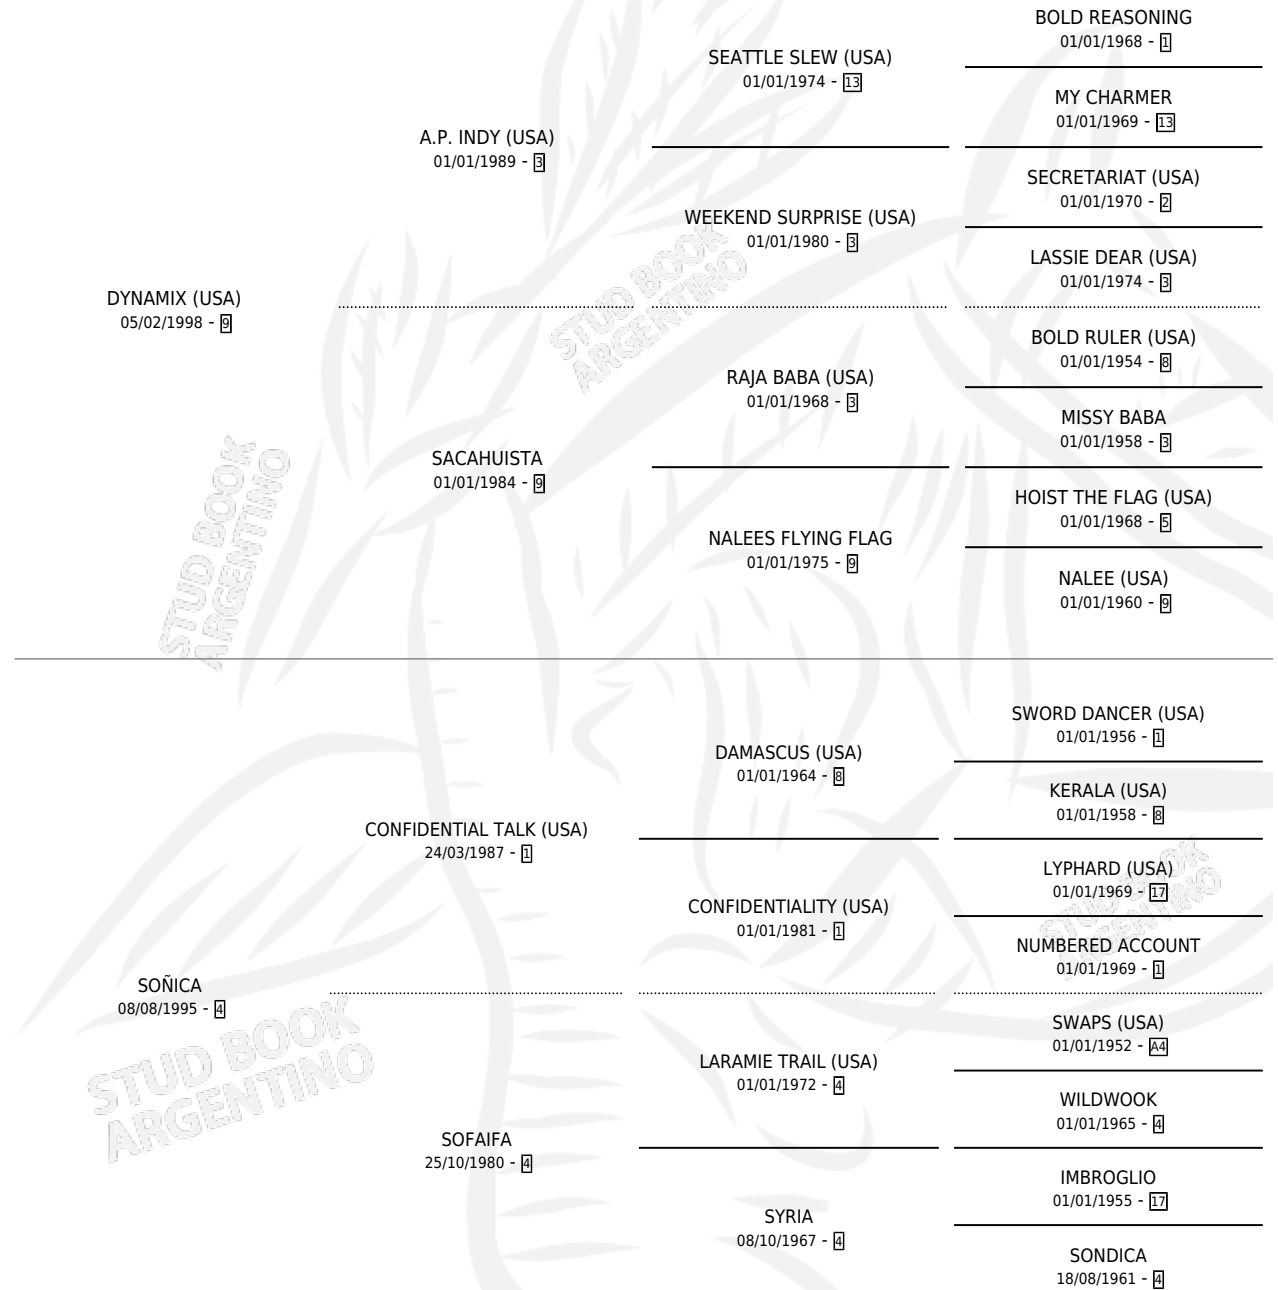 BOLD REASONING
01/01/1968 - 1
SEATTLE SLEW (USA)
01/01/1974 - 13
MY CHARMER
01/01/1969 - 13
A.P. INDY (USA)
01/01/1989 - 3
SECRETARIAT (USA)
01/01/1970 - 2
WEEKEND SURPRISE (USA)
01/01/1980 - 3
LASSIE DEAR (USA)
01/01/1974 - 3
DYNAMIX (USA)
05/02/1998 - 9
BOLD RULER (USA)
01/01/1954 - 8
RAJA BABA (USA)
01/01/1968 - 3
MISSY BABA
01/01/1958 - 3
SACAHUISTA
01/01/1984 - 9
HOIST THE FLAG (USA)
01/01/1968 - 5
NALEES FLYING FLAG
01/01/1975 - 9
NALEE (USA)
01/01/1960 - 9
SWORD DANCER (USA)
01/01/1956 - 1
DAMASCUS (USA)
01/01/1964 - 8
KERALA (USA)
01/01/1958 - 8
CONFIDENTIAL TALK (USA)
24/03/1987 - 1
LYPHARD (USA)
01/01/1969 - 17
CONFIDENTIALITY (USA)
01/01/1981 - 1
NUMBERED ACCOUNT
01/01/1969 - 1
SOÑICA
08/08/1995 - 4
SWAPS (USA)
01/01/1952 - A4
LARAMIE TRAIL (USA)
01/01/1972 - 4
WILDWOOK
01/01/1965 - 4
SOFAIFA
25/10/1980 - 4
IMBROGLIO
01/01/1955 - 17
SYRIA
08/10/1967 - 4
SONDICA
18/08/1961 - 4
STUD BOOK
ARGENTINO
STUD BOOK
ARGENTINO
STUD BOOK
ARGENTINO
STUD BOOK
ARGENTINO